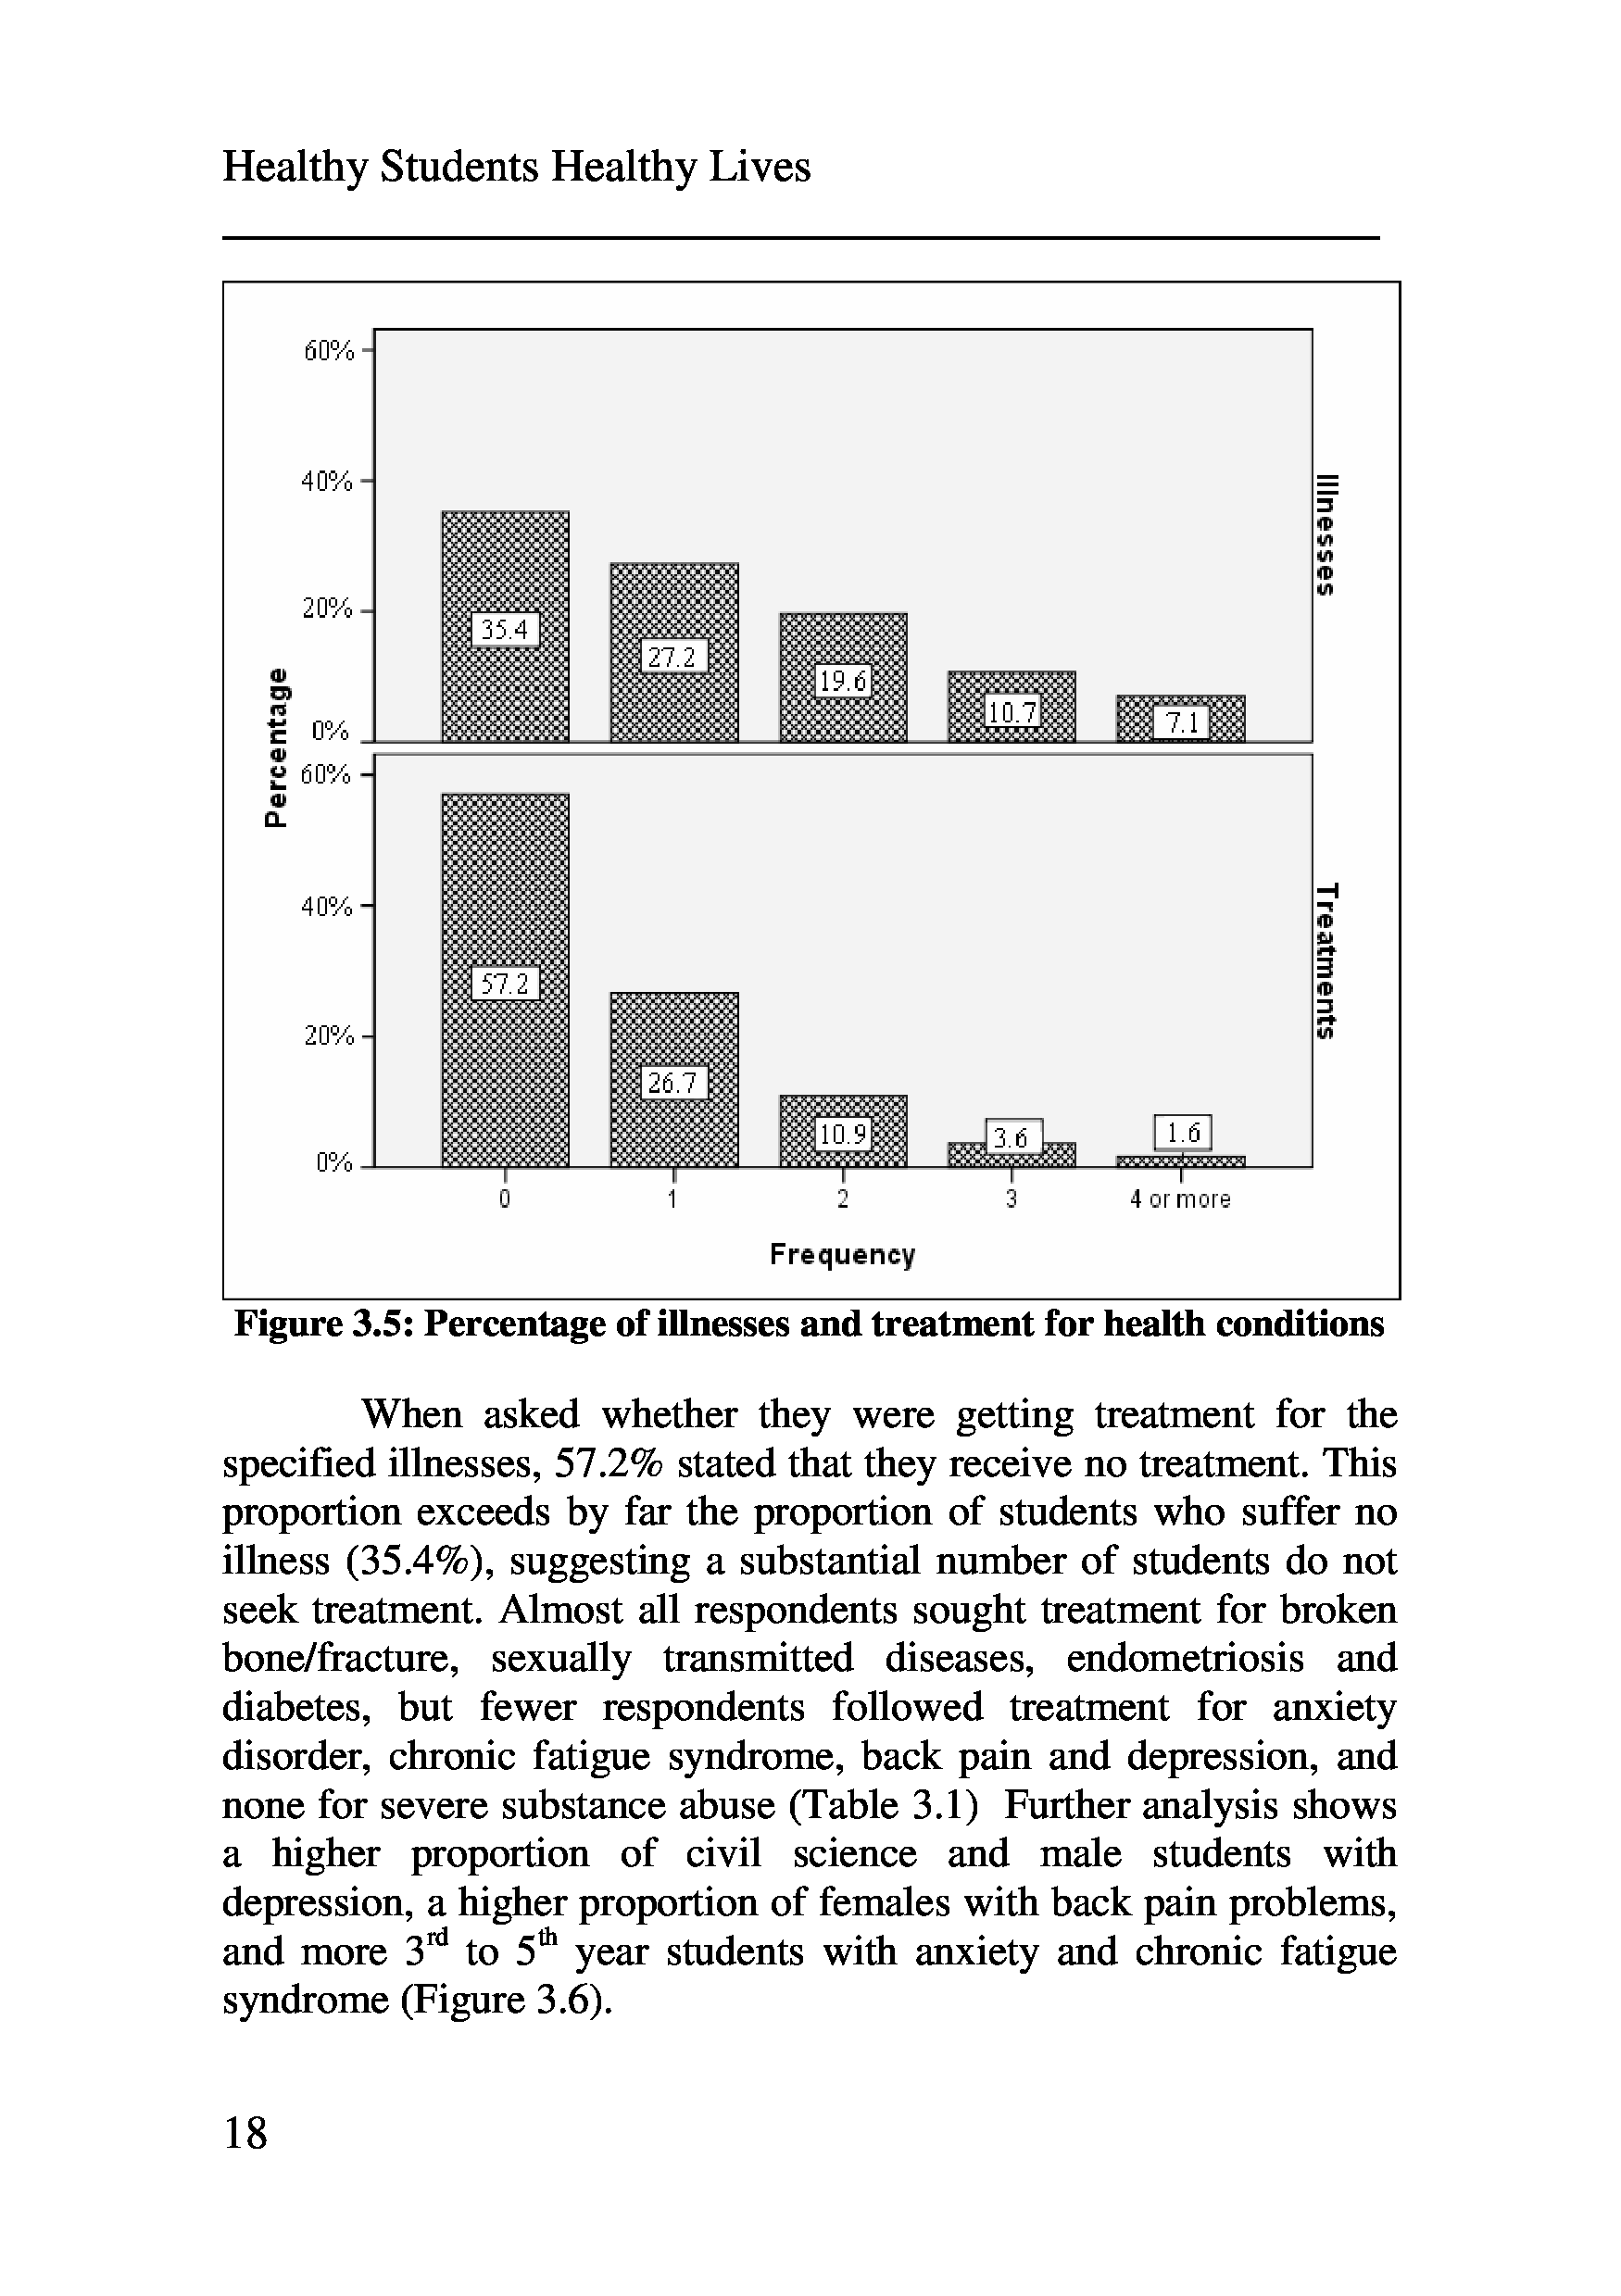 Healthy Students Healthy Lives
60%
40%
20%
0%
35.4
27.2
19.6
10.7
7.1
Illnesses
Percentage
60%
40%
20%
0%
57.2
26.7
10.9
3.6
1.6
Treatments
0 1 2 3 4 or more
Frequency
Figure 3.5: Percentage of illnesses and treatment for health conditions
When asked whether they were getting treatment for the
specified illnesses, 57.2% stated that they receive no treatment. This
proportion exceeds by far the proportion of students who suffer no
illness (35.4%), suggesting a substantial number of students do not
seek treatment. Almost all respondents sought treatment for broken
bone/fracture, sexually transmitted diseases, endometriosis and
diabetes, but fewer respondents followed treatment for anxiety
disorder, chronic fatigue syndrome, back pain and depression, and
none for severe substance abuse (Table 3.1) Further analysis shows
a higher proportion of civil science and male students with
depression, a higher proportion of females with back pain problems,
and more 3rd to 5th year students with anxiety and chronic fatigue
syndrome (Figure 3.6).
18